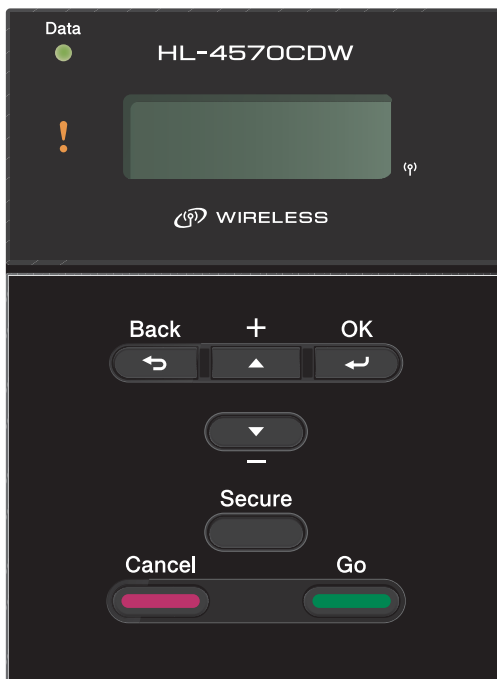 Data
HL-4570CDW
WIRELESS
Back + OK
−
Secure
Cancel Go